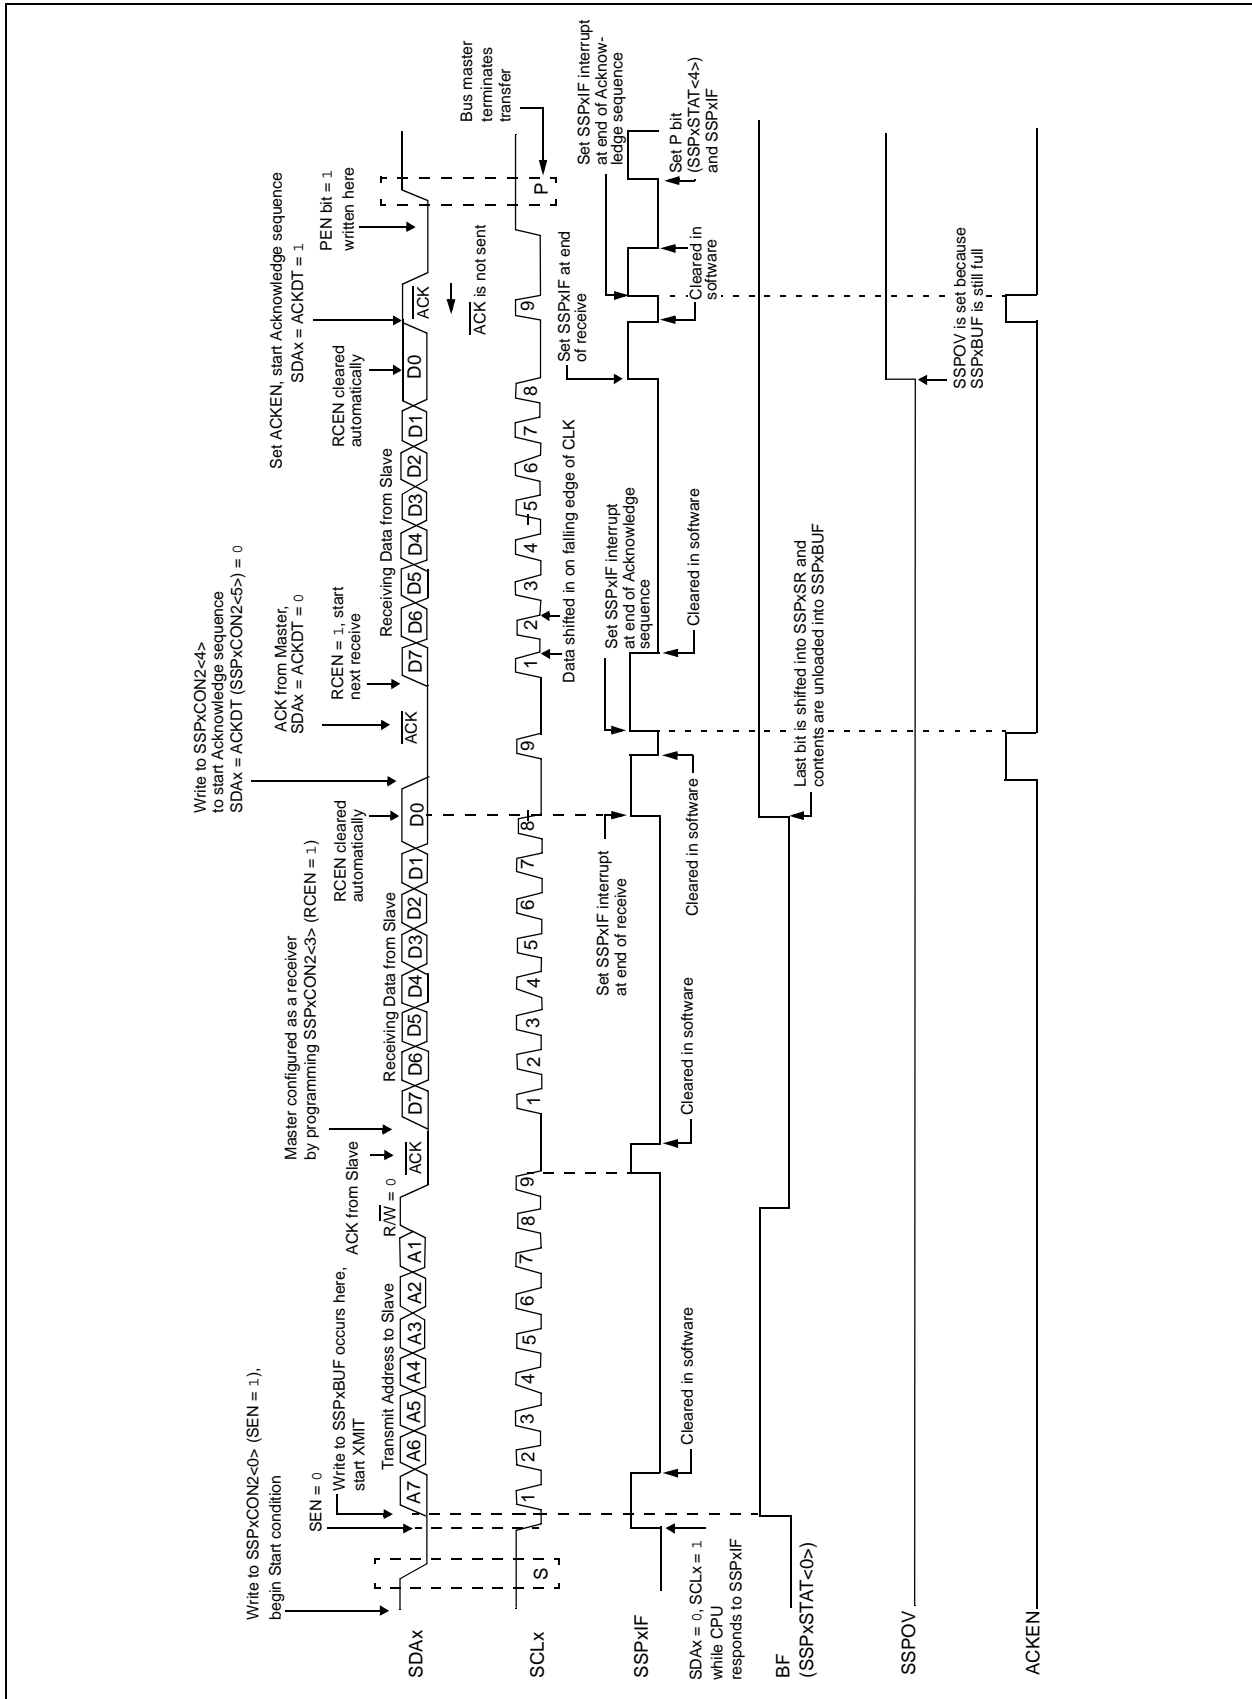 Write to SSPxCON2<4>
to start Acknowledge sequence
SDAx = ACKDT (SSPxCON2<5>) = 0
Set ACKEN, start Acknowledge sequence
SDAx = ACKDT = 1
Write to SSPxCON2<0> (SEN = 1),
begin Start condition
Master configured as a receiver
by programming SSPxCON2<3> (RCEN = 1)
ACK from Master,
SDAx = ACKDT = 0
RCEN cleared
automatically
PEN bit = 1
written here
SEN = 0
Write to SSPxBUF occurs here,
start XMIT
ACK from Slave
RCEN cleared
automatically
RCEN = 1, start
next receive
Transmit Address to Slave
R/W = 0
Receiving Data from Slave
Receiving Data from Slave
SDAx
A7 A6 A5 A4 A3 A2 A1 ACK D7 D6 D5 D4 D3 D2 D1 D0 ACK D7 D6 D5 D4 D3 D2 D1 D0 ACK
ACK is not sent
Bus master
terminates
transfer
SCLx
S 1 2 3 4 5 6 7 8 9 1 2 3 4 5 6 7 8 9 1 2 3 4 5 6 7 8 9 P
Data shifted in on falling edge of CLK
Set SSPxIF at end
of receive
Set SSPxIF interrupt
at end of Acknow-
ledge sequence
Set SSPxIF interrupt
at end of receive
Set SSPxIF interrupt
at end of Acknowledge
sequence
SSPxIF
Set P bit
(SSPxSTAT<4>)
and SSPxIF
SDAx = 0, SCLx = 1
while CPU
responds to SSPxIF
Cleared in software
Cleared in software
Cleared in software
Cleared in software
Cleared in
software
BF
(SSPxSTAT<0>)
Last bit is shifted into SSPxSR and
contents are unloaded into SSPxBUF
SSPOV
SSPOV is set because
SSPxBUF is still full
ACKEN